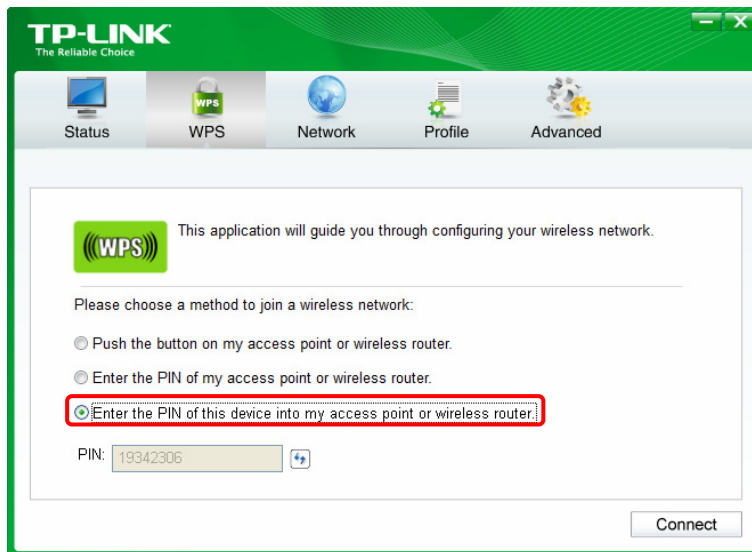 TP-LINK
The Reliable Choice
Status WPS Network Profile Advanced
WPS
This application will guide you through configuring your wireless network.
((WPS))
Please choose a method to join a wireless network:
Push the button on my access point or wireless router.
Enter the PIN of my access point or wireless router.
Enter the PIN of this device into my access point or wireless router.
PIN: 19342306
Connect